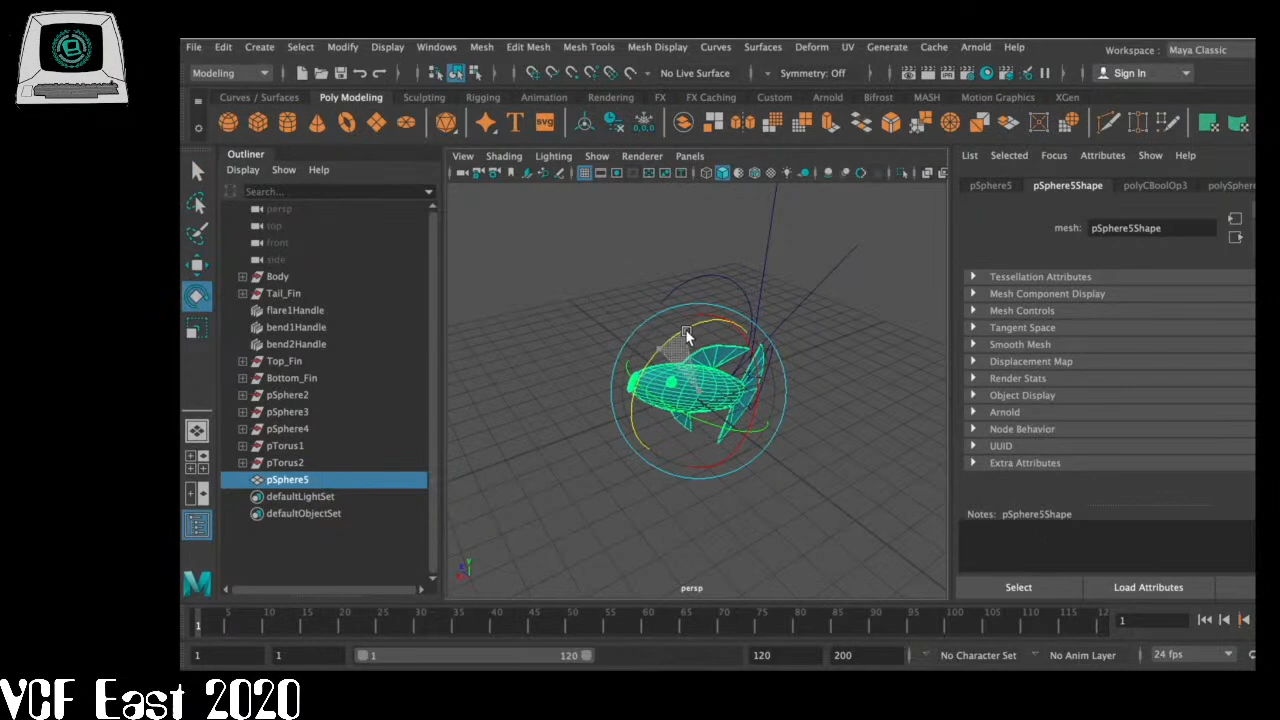 File Edit Create Select Modify Display Windows Mesh Edit Mesh Mesh Tools Mesh Display Curves Surfaces Deform UV Generate Cache Arnold Help Workspace : Maya Classic
Modeling No Live Surface Symmetry: Off Sign In
Curves / Surfaces Poly Modeling Sculpting Rigging Animation Rendering FX FX Caching Custom Arnold Bifrost MASH Motion Graphics XGen
T SVG 0,0,0
Outliner
Display Show Help
Search...
persp
top
front
side
Body
Tail_Fin
flare1Handle
bend1Handle
bend2Handle
Top_Fin
Bottom_Fin
pSphere2
pSphere3
pSphere4
pTorus1
pTorus2
pSphere5
defaultLightSet
defaultObjectSet
View Shading Lighting Show Renderer Panels
persp
List Selected Focus Attributes Show Help
pSphere5 pSphere5Shape polyCBoolOp3 polySphere
mesh: pSphere5Shape
Tessellation Attributes
Mesh Component Display
Mesh Controls
Tangent Space
Smooth Mesh
Displacement Map
Render Stats
Object Display
Arnold
Node Behavior
UUID
Extra Attributes
Notes: pSphere5Shape
Select Load Attributes
5 10 15 20 25 30 35 40 45 50 55 60 65 70 75 80 85 90 95 100 105 110 115 12
1 1
1 1 1 120 120 200 No Character Set No Anim Layer 24 fps
VCF East 2020